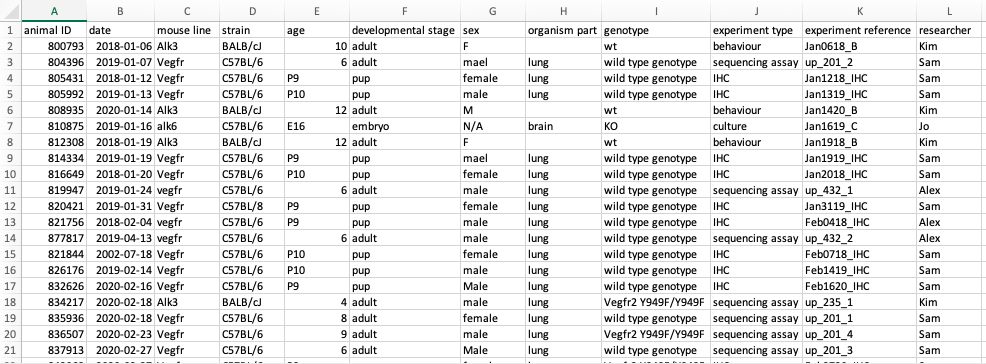 A B C D E F G H I J K L
1 animal ID date mouse line strain age developmental stage sex organism part genotype experiment type experiment reference researcher
2 800793 2018-01-06 Alk3 BALB/cJ 10 adult F wt behaviour Jan0618_B Kim
3 804396 2019-01-07 Vegfr C57BL/6 6 adult mael lung wild type genotype sequencing assay up_201_2 Sam
4 805431 2018-01-12 Vegfr C57BL/6 P9 pup female lung wild type genotype IHC Jan1218_IHC Sam
5 805992 2019-01-13 Vegfr C57BL/6 P10 pup male lung wild type genotype IHC Jan1319_IHC Sam
6 808935 2020-01-14 Alk3 BALB/cJ 12 adult M wt behaviour Jan1420_B Kim
7 810875 2019-01-16 alk6 C57BL/6 E16 embryo N/A brain KO culture Jan1619_C Jo
8 812308 2018-01-19 Alk3 BALB/cJ 12 adult F wt behaviour Jan1918_B Kim
9 814334 2019-01-19 Vegfr C57BL/6 P9 pup mael lung wild type genotype IHC Jan1919_IHC Sam
10 816649 2018-01-20 Vegfr C57BL/6 P10 pup female lung wild type genotype IHC Jan2018_IHC Sam
11 819947 2019-01-24 vegfr C57BL/6 6 adult male lung wild type genotype sequencing assay up_432_1 Alex
12 820421 2019-01-31 Vegfr C57BL/8 P9 pup female lung wild type genotype IHC Jan3119_IHC Sam
13 821756 2018-02-04 vegfr C57BL/6 P9 pup male lung wild type genotype IHC Feb0418_IHC Alex
14 877817 2019-04-13 vegfr C57BL/6 6 adult male lung wild type genotype sequencing assay up_432_2 Alex
15 821844 2002-07-18 Vegfr C57BL/6 P10 pup female lung wild type genotype IHC Feb0718_IHC Sam
16 826176 2019-02-14 Vegfr C57BL/6 P10 pup male lung wild type genotype IHC Feb1419_IHC Sam
17 832626 2020-02-16 Vegfr C57BL/6 P9 pup Male lung wild type genotype IHC Feb1620_IHC Sam
18 834217 2020-02-18 Alk3 BALB/cJ 4 adult male lung Vegfr2 Y949F/Y949F sequencing assay up_235_1 Kim
19 835936 2020-02-18 Vegfr C57BL/6 8 adult female lung wild type genotype sequencing assay up_201_1 Sam
20 836507 2020-02-23 Vegfr C57BL/6 9 adult male lung Vegfr2 Y949F/Y949F sequencing assay up_201_4 Sam
21 837913 2020-02-27 Vegfr C57BL/6 6 adult Male lung wild type genotype sequencing assay up_201_3 Sam